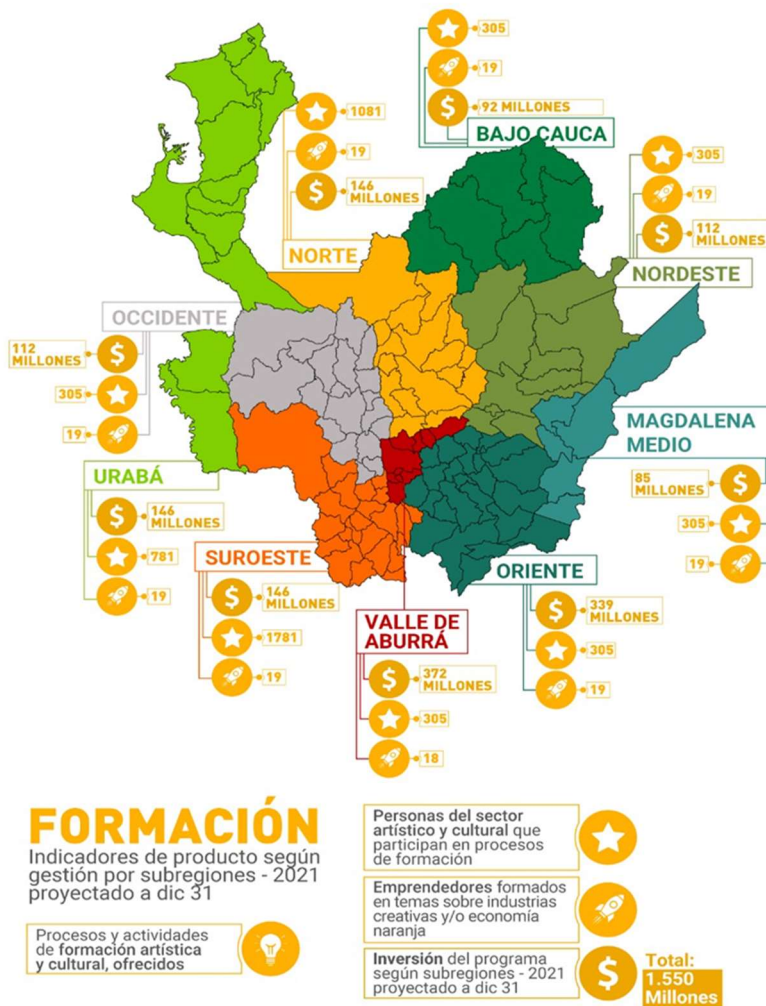 305
19
92 MILLONES
BAJO CAUCA
1081
19
146
MILLONES
NORTE
305
19
112
MILLONES
NORDESTE
OCCIDENTE
112
MILLONES
305
19
MAGDALENA
MEDIO
85
MILLONES
305
19
URABÁ
146
MILLONES
781
19
SUROESTE
146
MILLONES
1781
19
VALLE DE
ABURRÁ
372
MILLONES
305
18
ORIENTE
339
MILLONES
305
19
FORMACIÓN
Indicadores de producto según
gestión por subregiones - 2021
proyectado a dic 31
Procesos y actividades
de formación artística
y cultural, ofrecidos
Personas del sector
artístico y cultural que
participan en procesos
de formación
Emprendedores formados
en temas sobre industrias
creativas y/o economía
naranja
Inversión del programa
según subregiones - 2021
proyectado a dic 31
Total:
1.550
Millones